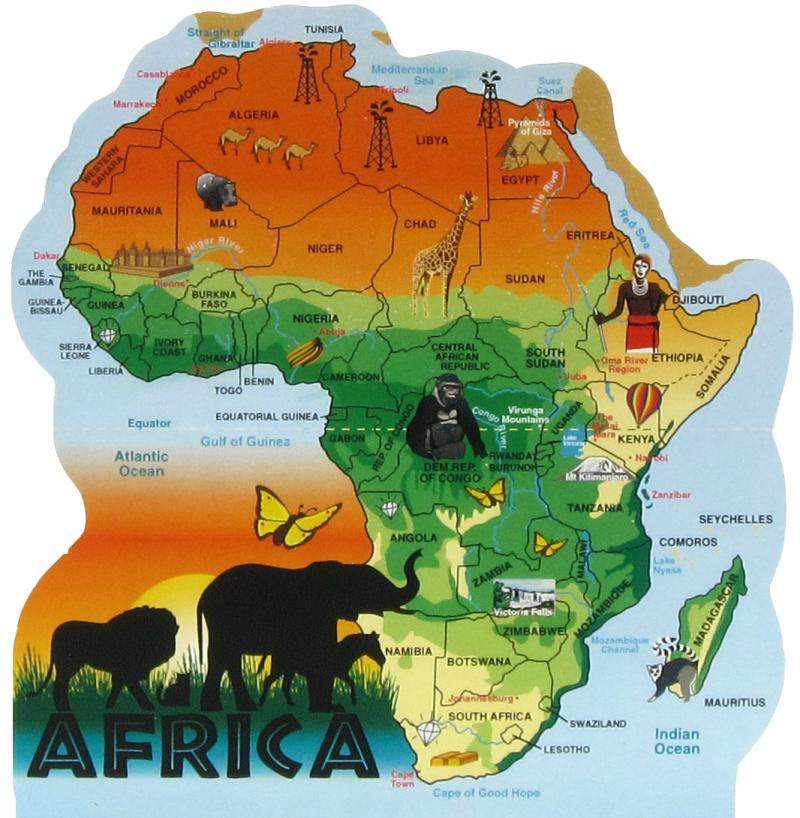 Straight of
Gibraltar
Algiers
TUNISIA
Casablanca
MOROCCO
Mediterranean
Sea
Suez
Canal
Marrakech
Tripoli
ALGERIA
LIBYA
Pyramids
of Giza
EGYPT
WESTERN
SAHARA
Nile River
MAURITANIA
MALI
CHAD
Red Sea
ERITREA
NIGER
SUDAN
Niger River
Dakar
SENEGAL
THE
GAMBIA
Djenne
BURKINA
FASO
DJIBOUTI
GUINEA-
BISSAU
GUINEA
NIGERIA
Abuja
SIERRA
LEONE
IVORY
COAST
GHANA
CENTRAL
AFRICAN
REPUBLIC
SOUTH
SUDAN
Omo River
Region
ETHIOPIA
SOMALIA
LIBERIA
TOGO
BENIN
CAMEROON
Juba
EQUATORIAL GUINEA
Congo River
Virunga
Mountains
UGANDA
The
Masai
Mara
Equator
Gulf of Guinea
GABON
REP. OF CONGO
Lake
Victoria
KENYA
RWANDA
BURUNDI
Nairobi
Atlantic
Ocean
DEM.REP.
OF CONGO
Mt Kilimanjaro
Zanzibar
TANZANIA
SEYCHELLES
ANGOLA
COMOROS
MALAWI
Lake
Nyasa
ZAMBIA
Victoria Falls
MOZAMBIQUE
MADAGASCAR
ZIMBABWE
Mozambique
Channel
NAMIBIA
BOTSWANA
Johannesburg
MAURITIUS
SOUTH AFRICA
SWAZILAND
LESOTHO
Indian
Ocean
AFRICA
Cape
Town
Cape of Good Hope